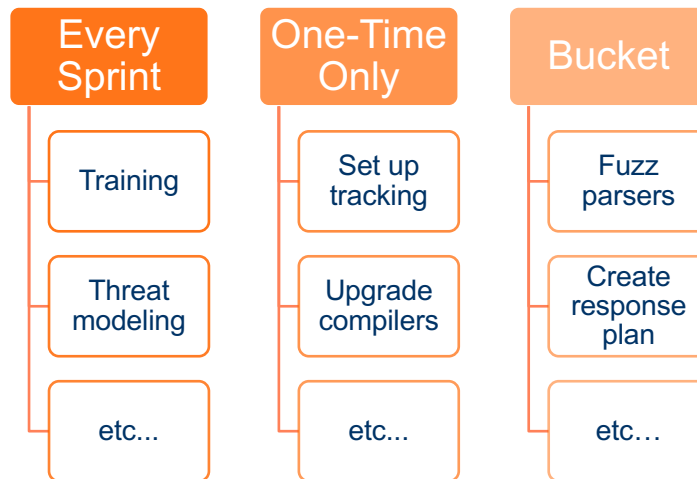 Every
Sprint
Training
Threat
modeling
etc...
One-Time
Only
Set up
tracking
Upgrade
compilers
etc...
Bucket
Fuzz
parsers
Create
response
plan
etc…